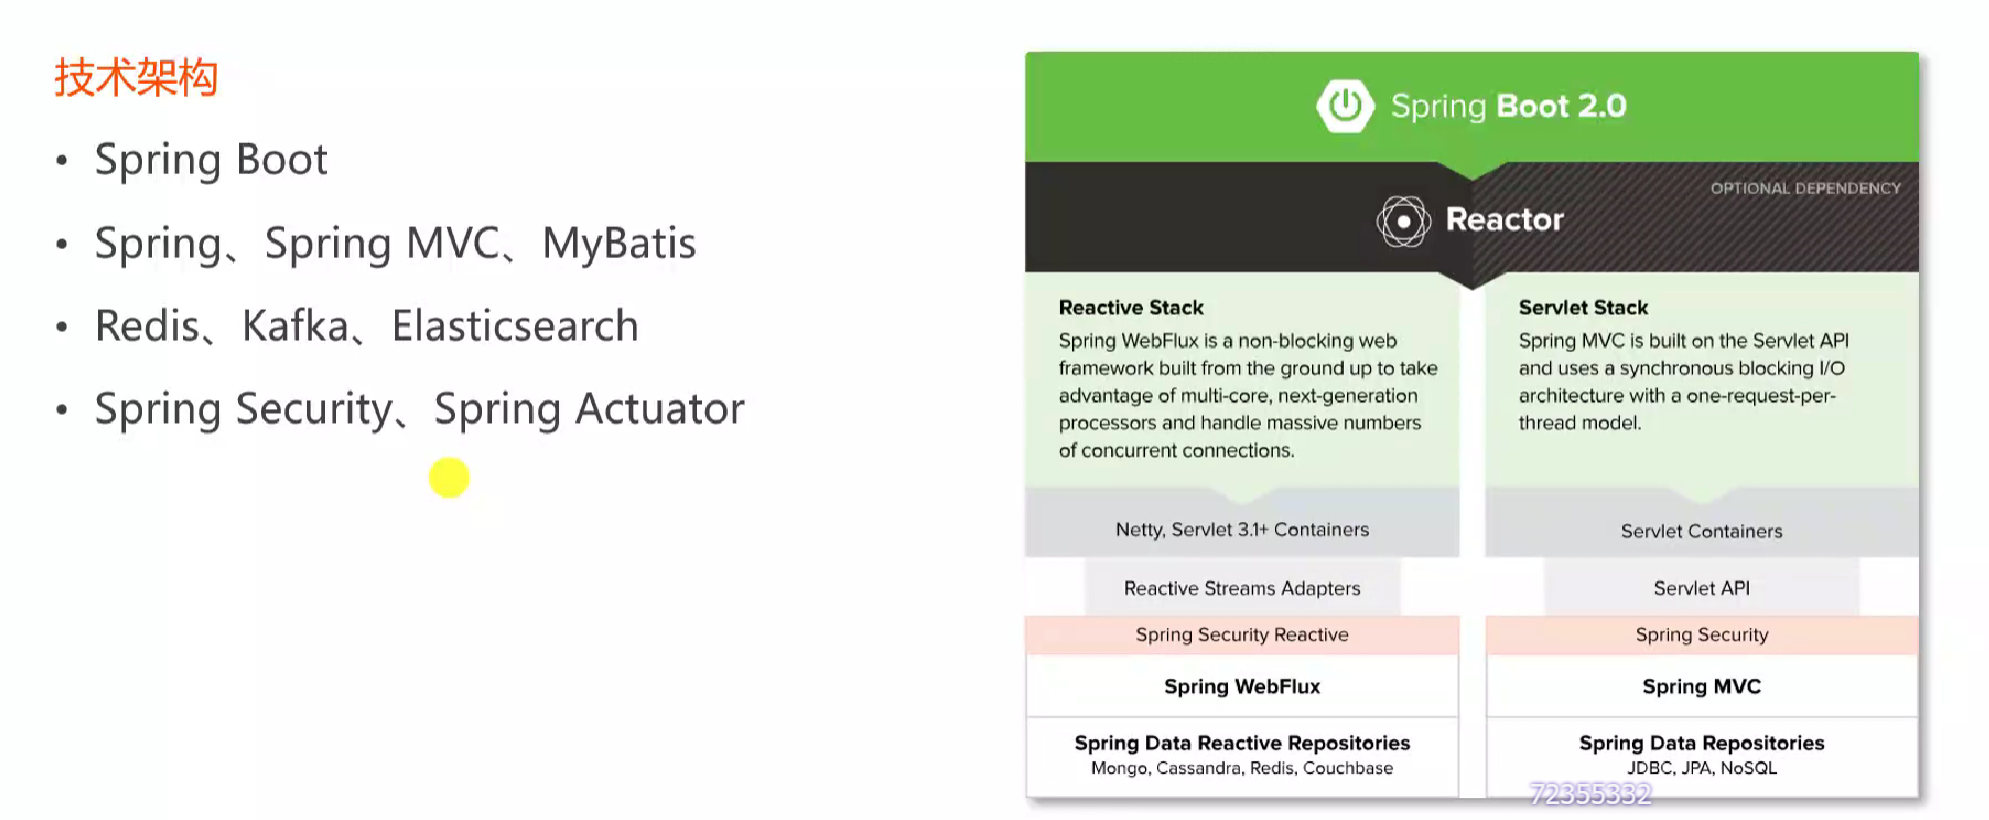 技术架构
• Spring Boot
• Spring、Spring MVC、MyBatis
• Redis、Kafka、Elasticsearch
• Spring Security、Spring Actuator
Spring Boot 2.0
OPTIONAL DEPENDENCY
Reactor
Reactive Stack
Spring WebFlux is a non-blocking web
framework built from the ground up to take
advantage of multi-core, next-generation
processors and handle massive numbers
of concurrent connections.
Netty, Servlet 3.1+ Containers
Reactive Streams Adapters
Spring Security Reactive
Spring WebFlux
Spring Data Reactive Repositories
Mongo, Cassandra, Redis, Couchbase
Servlet Stack
Spring MVC is built on the Servlet API
and uses a synchronous blocking I/O
architecture with a one-request-per-
thread model.
Servlet Containers
Servlet API
Spring Security
Spring MVC
Spring Data Repositories
JDBC, JPA, NoSQL
72355332